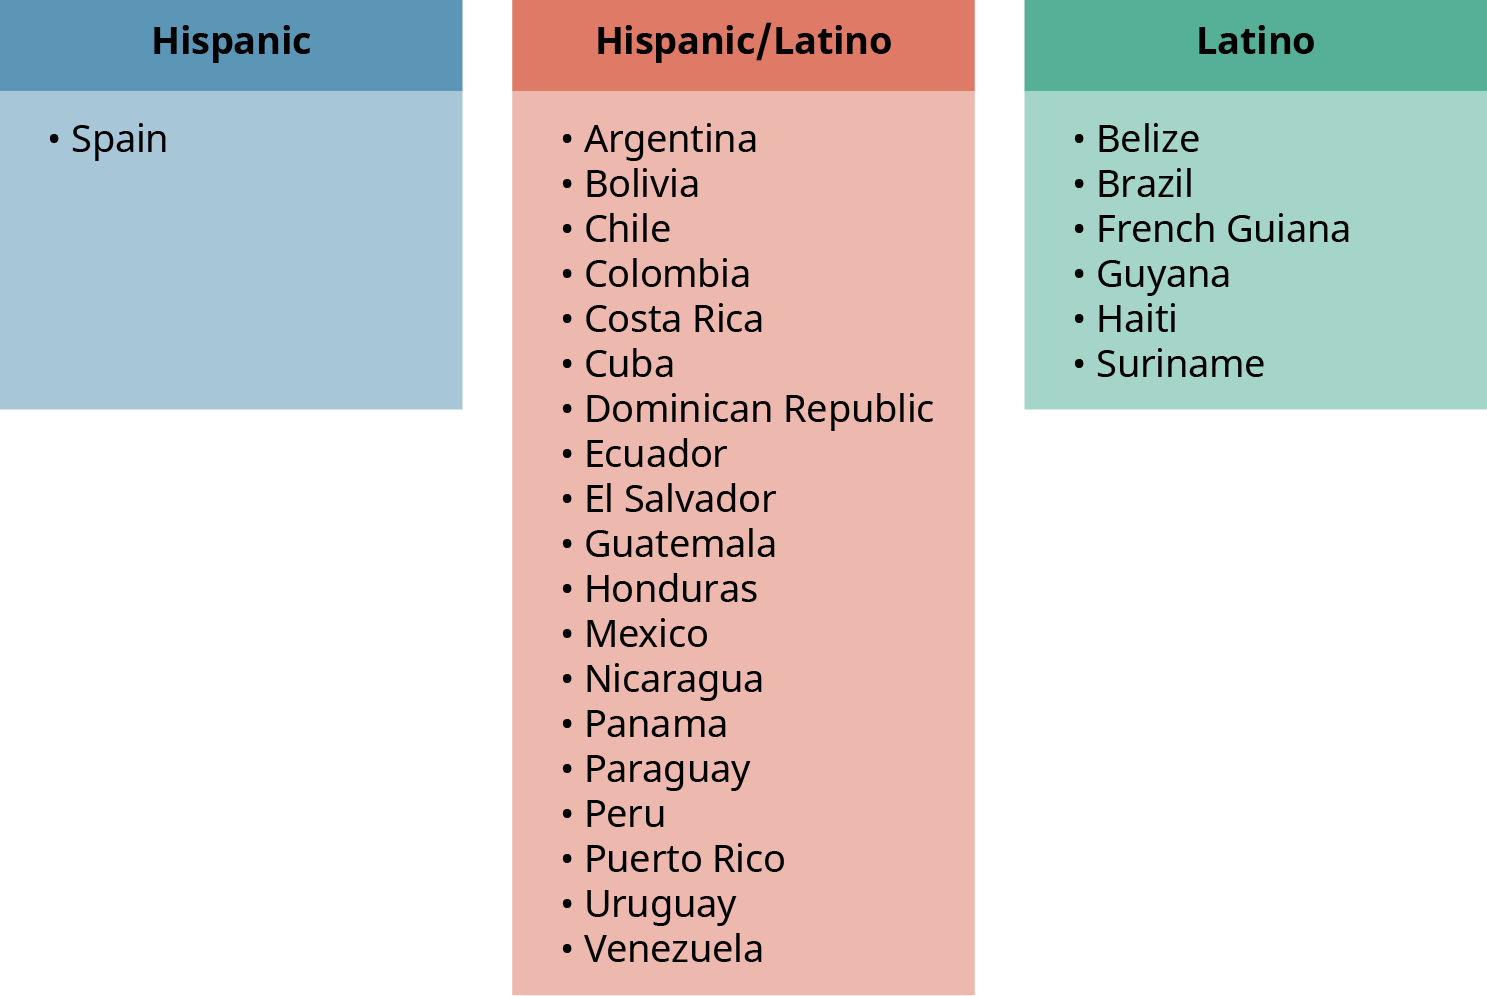 Hispanic
• Spain
Hispanic/Latino
• Argentina
• Bolivia
• Chile
• Colombia
• Costa Rica
• Cuba
• Dominican Republic
• Ecuador
• El Salvador
• Guatemala
• Honduras
• Mexico
• Nicaragua
• Panama
• Paraguay
• Peru
• Puerto Rico
• Uruguay
• Venezuela
Latino
• Belize
• Brazil
• French Guiana
• Guyana
• Haiti
• Suriname